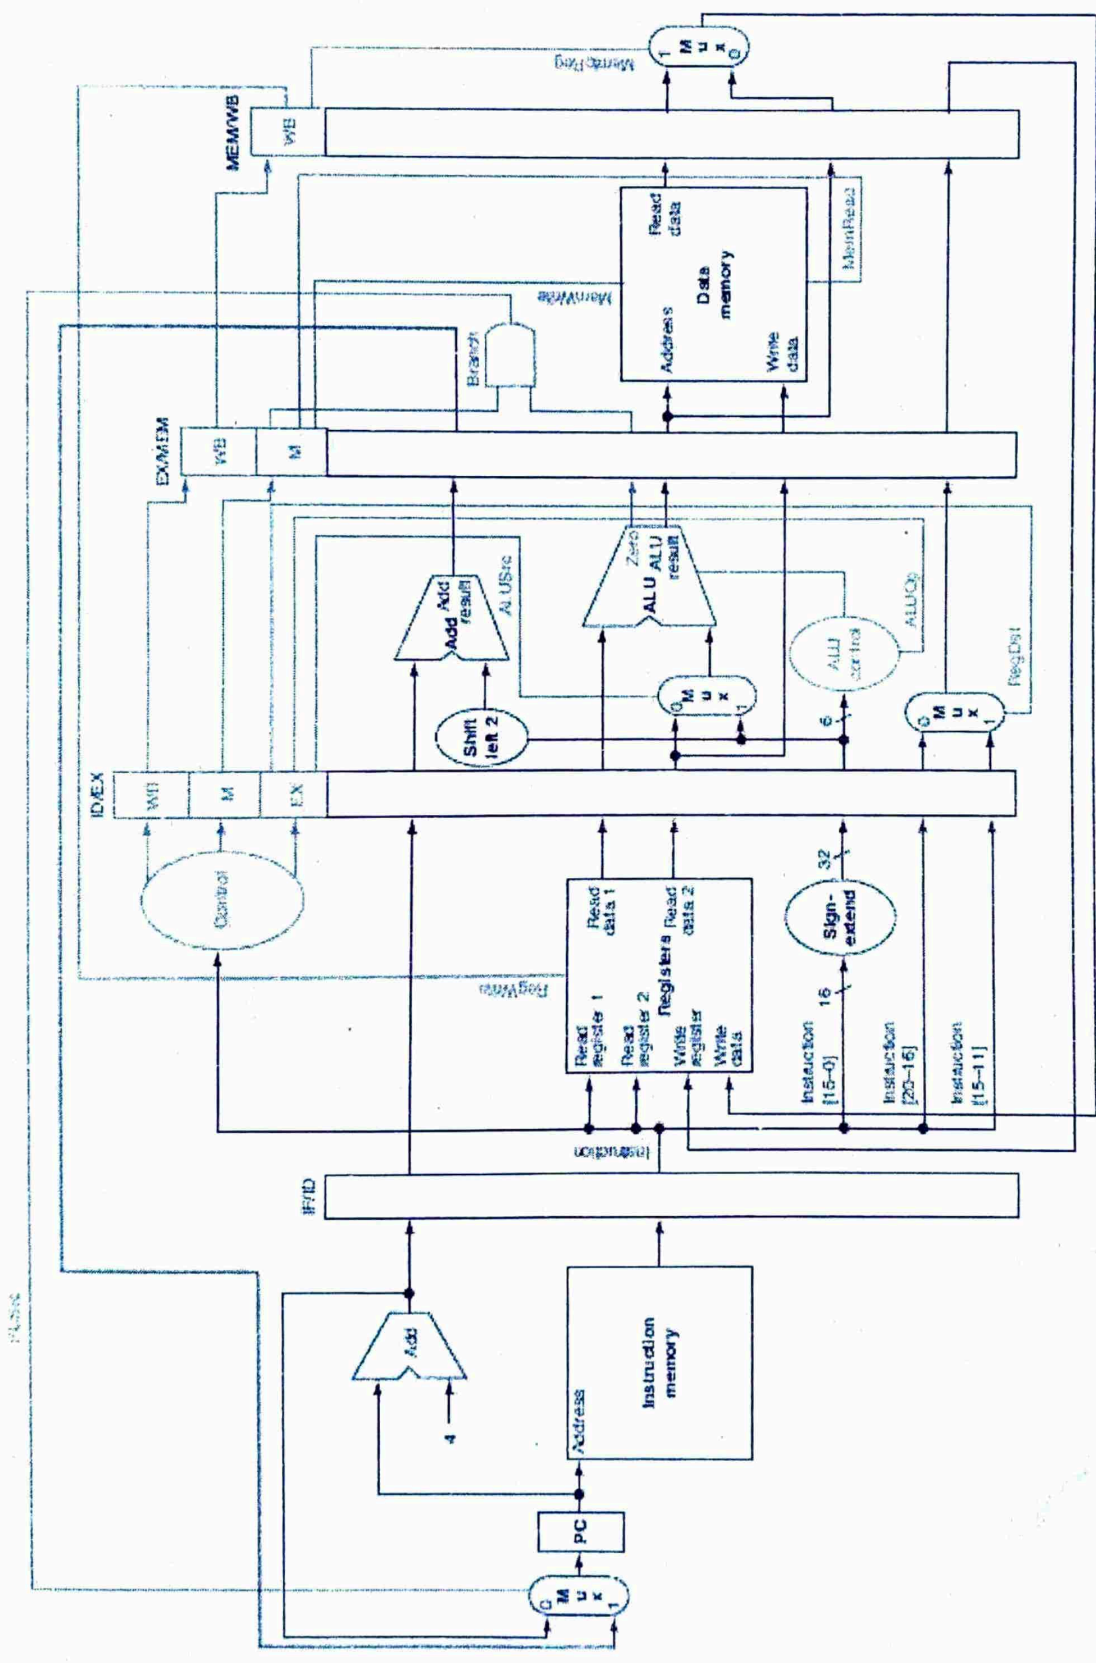 PCSrc
0
M
u
x
1
PC
4
Add
Address
Instruction
memory
IF/ID
Instruction
RegWrite
Control
Read
register 1
Read
register 2
Registers
Write
register
Write
data
Read
data 1
Read
data 2
Instruction
[15–0]
16
Sign-
extend
32
Instruction
[20–16]
Instruction
[15–11]
ID/EX
WB
M
EX
Shift
left 2
Add
Add
result
ALUSrc
0
M
u
x
1
ALU
Zero
ALU
result
6
ALU
control
ALUOp
0
M
u
x
1
RegDst
EX/MEM
WB
M
Branch
MemWrite
Address
Data
memory
Write
data
Read
data
MemRead
MEM/WB
WB
MemtoReg
1
M
u
x
0